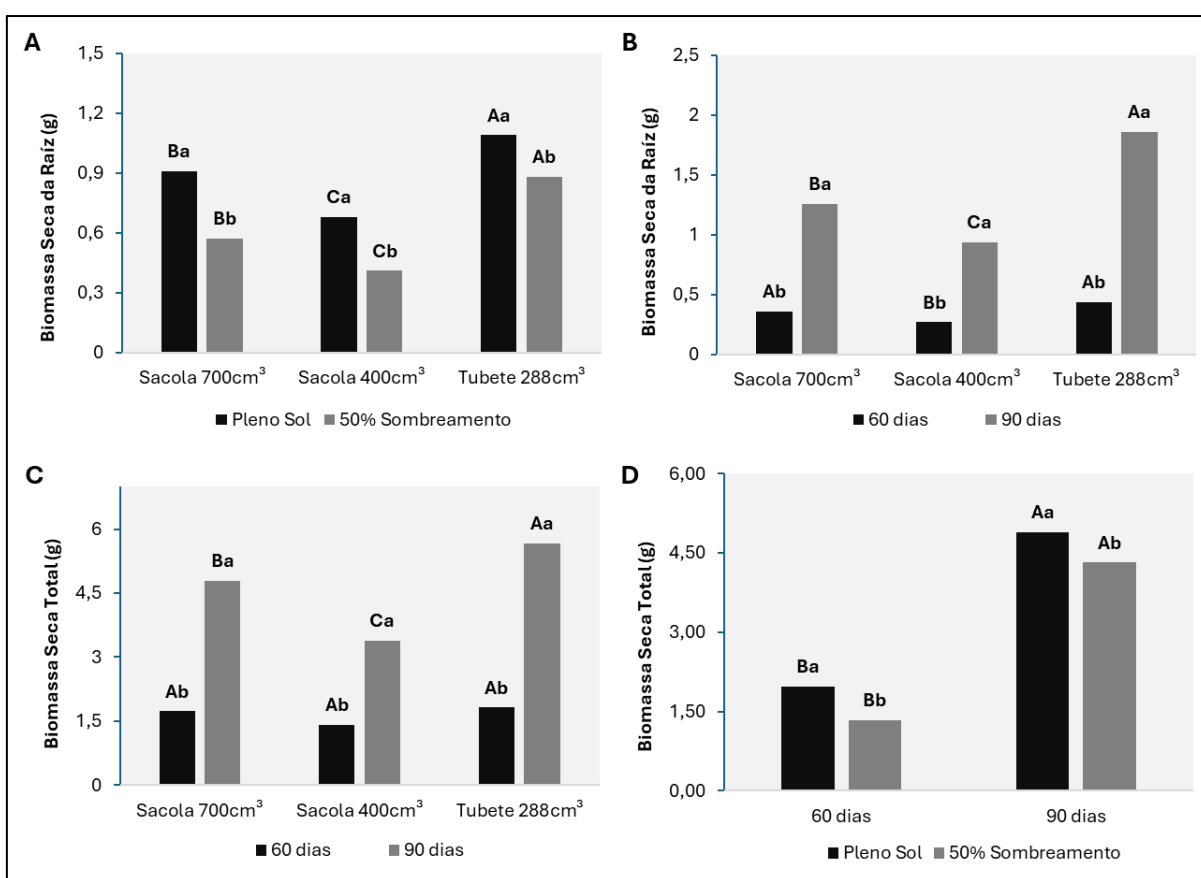 A
Biomassa Seca da Raíz (g)
1,5
1,2
0,9
0,6
0,3
0
Ba
Bb
Ca
Cb
Aa
Ab
Sacola 700cm³
Sacola 400cm³
Tubete 288cm³
Pleno Sol
50% Sombreamento
B
Biomassa Seca da Raíz (g)
2,5
2
1,5
1
0,5
0
Ab
Ba
Bb
Ca
Ab
Aa
Sacola 700cm³
Sacola 400cm³
Tubete 288cm³
60 dias
90 dias
C
Biomassa Seca Total (g)
6
4,5
3
1,5
0
Ab
Ba
Ab
Ca
Ab
Aa
Sacola 700cm³
Sacola 400cm³
Tubete 288cm³
60 dias
90 dias
D
Biomassa Seca Total (g)
6,00
4,50
3,00
1,50
0,00
Ba
Bb
Aa
Ab
60 dias
90 dias
Pleno Sol
50% Sombreamento